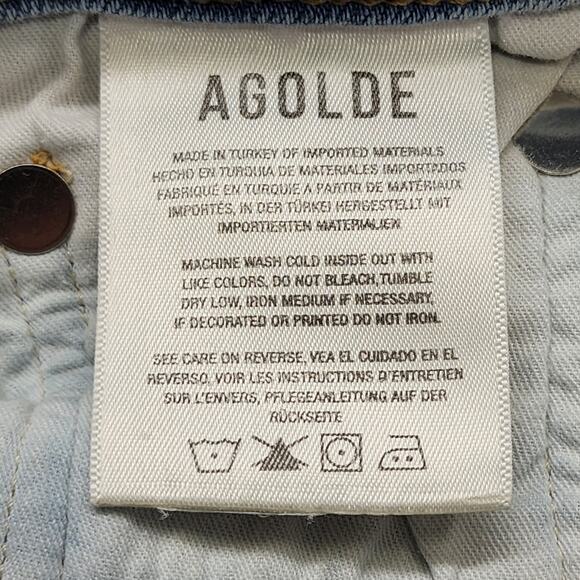 AGOLDE
MADE IN TURKEY OF IMPORTED MATERIALS
HECHO EN TURQUIA DE MATERIALES IMPORTADOS
FABRIQUÉ EN TURQUIE A PARTIR DE MATÉRIAUX
IMPORTÉS, IN DER TÜRKEI HERGESTELLT MIT
IMPORTIERTEN MATERIALIEN
MACHINE WASH COLD INSIDE OUT WITH
LIKE COLORS, DO NOT BLEACH, TUMBLE
DRY LOW, IRON MEDIUM IF NECESSARY,
IF DECORATED OR PRINTED DO NOT IRON.
SEE CARE ON REVERSE, VEA EL CUIDADO EN EL
REVERSO, VOIR LES INSTRUCTIONS D'ENTRETIEN
SUR L'ENVERS, PFLEGEANLEITUNG AUF DER
RÜCKSEITE